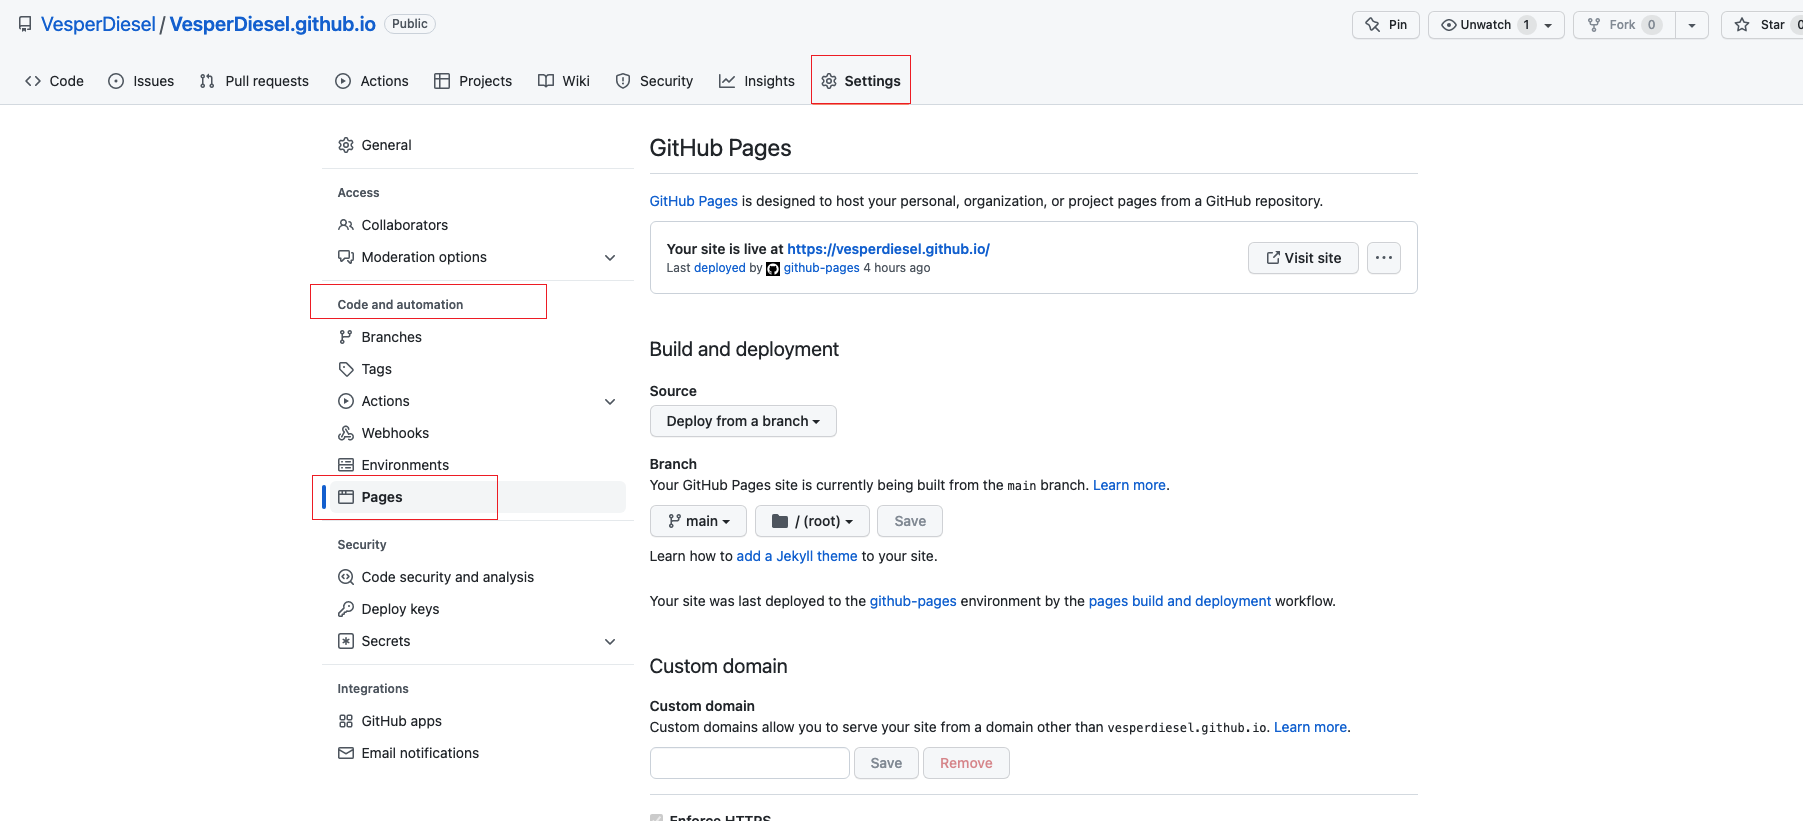 VesperDiesel / VesperDiesel.github.io Public
Pin Unwatch 1 Fork 0 Star 0
Code Issues Pull requests Actions Projects Wiki Security Insights Settings
General
Access
Collaborators
Moderation options
Code and automation
Branches
Tags
Actions
Webhooks
Environments
Pages
Security
Code security and analysis
Deploy keys
Secrets
Integrations
GitHub apps
Email notifications
GitHub Pages
GitHub Pages is designed to host your personal, organization, or project pages from a GitHub repository.
Your site is live at https://vesperdiesel.github.io/
Last deployed by github-pages 4 hours ago
Visit site
Build and deployment
Source
Deploy from a branch
Branch
Your GitHub Pages site is currently being built from the main branch. Learn more.
main / (root) Save
Learn how to add a Jekyll theme to your site.
Your site was last deployed to the github-pages environment by the pages build and deployment workflow.
Custom domain
Custom domain
Custom domains allow you to serve your site from a domain other than vesperdiesel.github.io. Learn more.
Save Remove
Enforce HTTPS